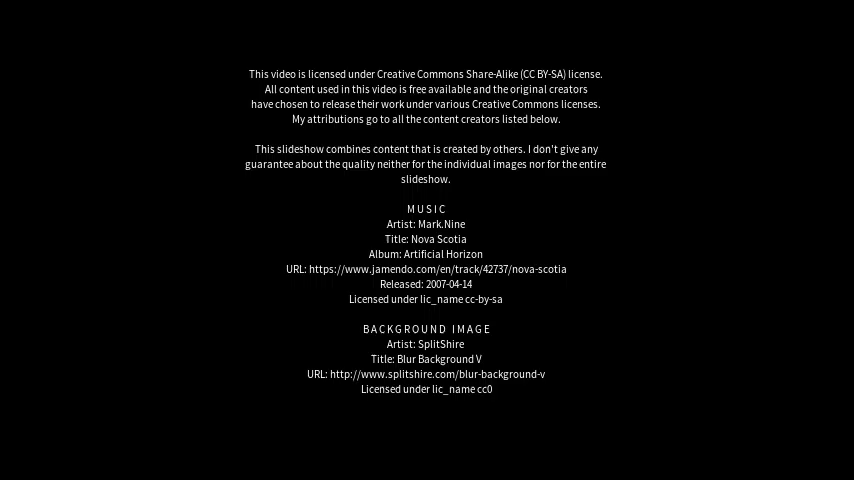 This video is licensed under Creative Commons Share-Alike (CC BY-SA) license.
All content used in this video is free available and the original creators
have chosen to release their work under various Creative Commons licenses.
My attributions go to all the content creators listed below.
This slideshow combines content that is created by others. I don't give any
guarantee about the quality neither for the individual images nor for the entire
slideshow.
MUSIC
Artist: Mark.Nine
Title: Nova Scotia
Album: Artificial Horizon
URL: https://www.jamendo.com/en/track/42737/nova-scotia
Released: 2007-04-14
Licensed under lic_name cc-by-sa
BACKGROUND IMAGE
Artist: SplitShire
Title: Blur Background V
URL: http://www.splitshire.com/blur-background-v
Licensed under lic_name cc0